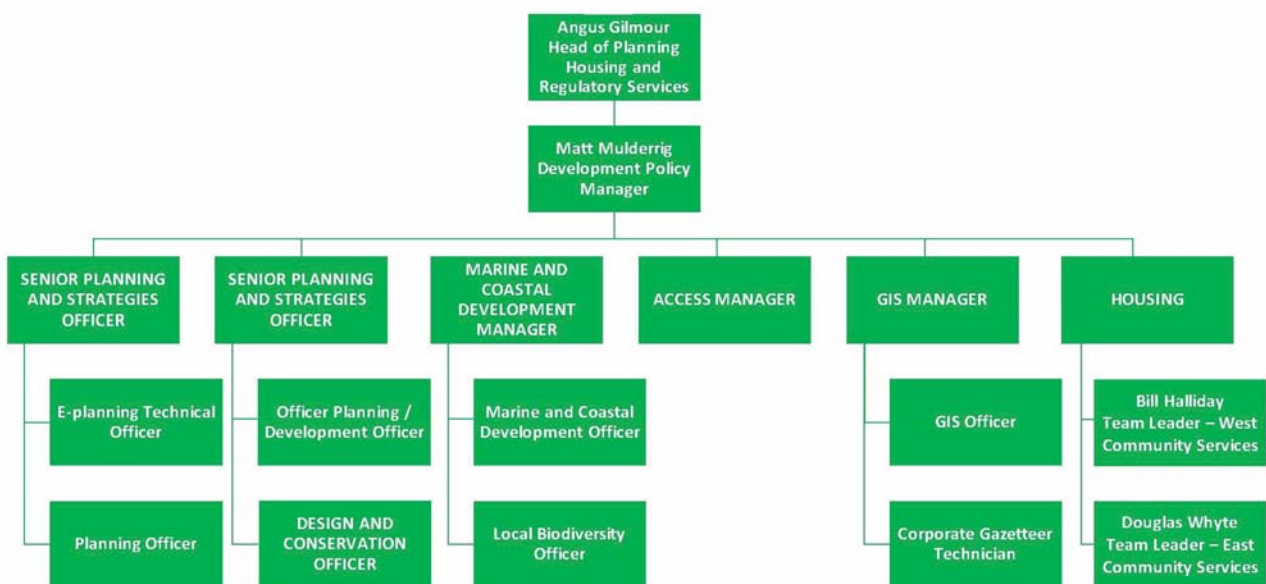 Angus Gilmour
Head of Planning
Housing and
Regulatory Services
Matt Mulderrig
Development Policy
Manager
SENIOR PLANNING
AND STRATEGIES
OFFICER
SENIOR PLANNING
AND STRATEGIES
OFFICER
MARINE AND
COASTAL
DEVELOPMENT
MANAGER
ACCESS MANAGER
GIS MANAGER
HOUSING
E-planning Technical
Officer
Officer Planning /
Development Officer
Marine and Coastal
Development Officer
GIS Officer
Bill Halliday
Team Leader – West
Community Services
Planning Officer
DESIGN AND
CONSERVATION
OFFICER
Local Biodiversity
Officer
Corporate Gazetteer
Technician
Douglas Whyte
Team Leader – East
Community Services